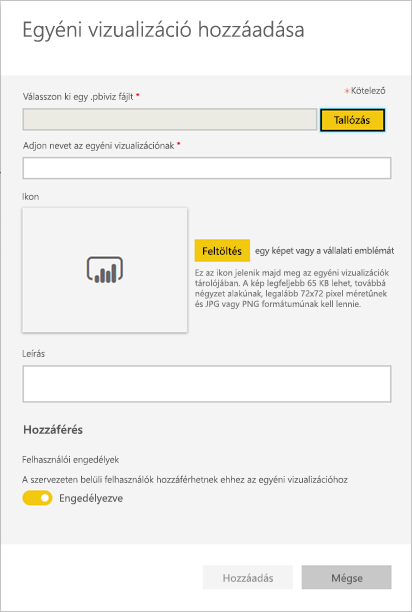 Egyéni vizualizáció hozzáadása
*Kötelező
Válasszon ki egy .pbiviz fájlt *
Tallózás
Adjon nevet az egyéni vizualizációnak *
Ikon
Feltöltés egy képet vagy a vállalati emblémát
Ez az ikon jelenik majd meg az egyéni vizualizációk
tárolójában. A kép legfeljebb 65 KB lehet, továbbá
négyzet alakúnak, legalább 72x72 pixel méretűnek
és JPG vagy PNG formátumúnak kell lennie.
Leírás
Hozzáférés
Felhasználói engedélyek
A szervezeten belüli felhasználók hozzáférhetnek ehhez az egyéni vizualizációhoz
Engedélyezve
Hozzáadás
Mégse